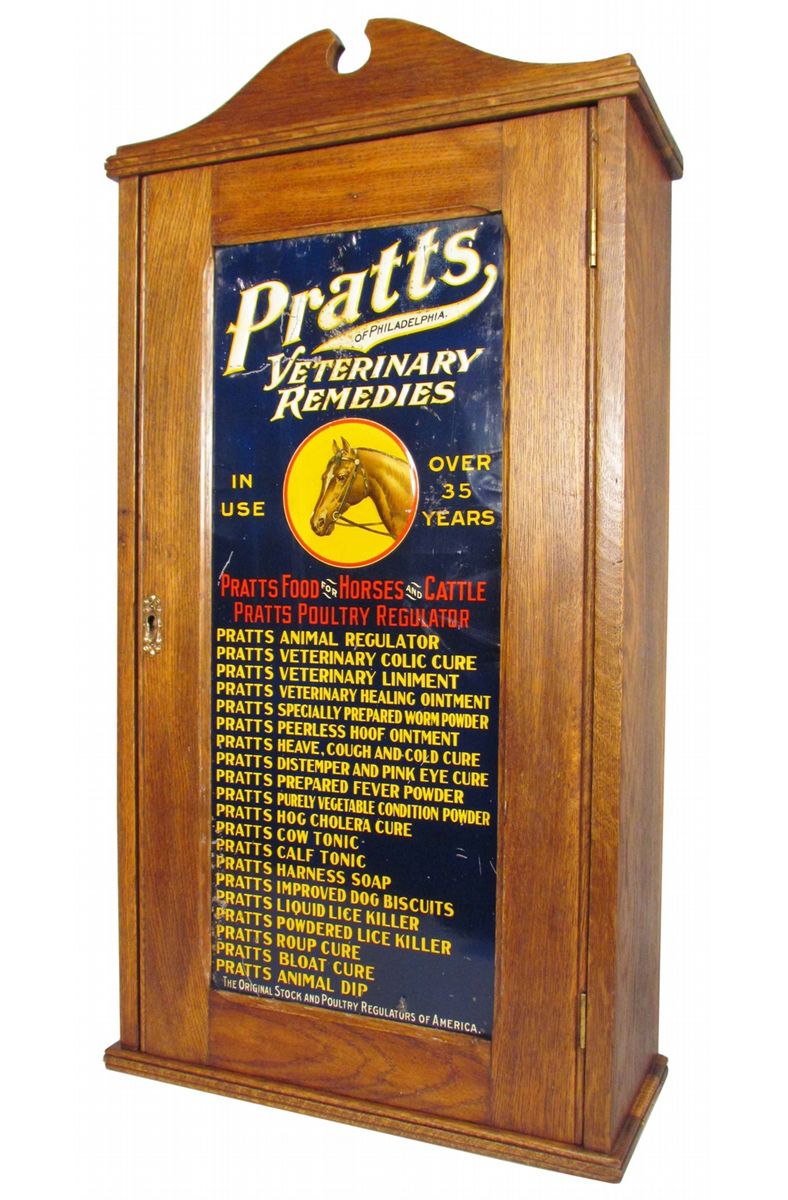 Pratts
OF PHILADELPHIA.
VETERINARY
REMEDIES
IN
USE
OVER
35
YEARS
PRATTS FOOD FOR HORSES AND CATTLE
PRATTS POULTRY REGULATOR
PRATTS ANIMAL REGULATOR
PRATTS VETERINARY COLIC CURE
PRATTS VETERINARY LINIMENT
PRATTS VETERINARY HEALING OINTMENT
PRATTS SPECIALLY PREPARED WORM POWDER
PRATTS PEERLESS HOOF OINTMENT
PRATTS HEAVE, COUGH AND COLD CURE
PRATTS DISTEMPER AND PINK EYE CURE
PRATTS PREPARED FEVER POWDER
PRATTS PURELY VEGETABLE CONDITION POWDER
PRATTS HOG CHOLERA CURE
PRATTS COW TONIC
PRATTS CALF TONIC
PRATTS HARNESS SOAP
PRATTS IMPROVED DOG BISCUITS
PRATTS LIQUID LICE KILLER
PRATTS POWDERED LICE KILLER
PRATTS ROUP CURE
PRATTS BLOAT CURE
PRATTS ANIMAL DIP
THE ORIGINAL STOCK AND POULTRY REGULATORS OF AMERICA.